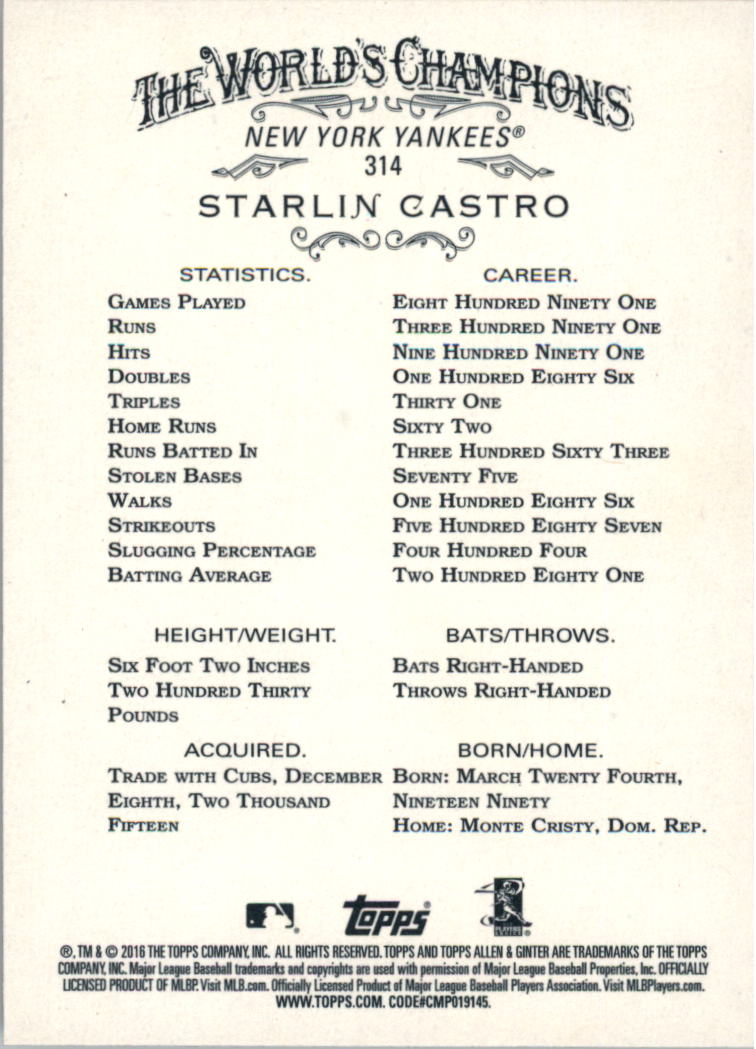 THE WORLD'S CHAMPIONS
NEW YORK YANKEES®
314
STARLIN CASTRO
STATISTICS. CAREER.
GAMES PLAYED EIGHT HUNDRED NINETY ONE
RUNS THREE HUNDRED NINETY ONE
HITS NINE HUNDRED NINETY ONE
DOUBLES ONE HUNDRED EIGHTY SIX
TRIPLES THIRTY ONE
HOME RUNS SIXTY TWO
RUNS BATTED IN THREE HUNDRED SIXTY THREE
STOLEN BASES SEVENTY FIVE
WALKS ONE HUNDRED EIGHTY SIX
STRIKEOUTS FIVE HUNDRED EIGHTY SEVEN
SLUGGING PERCENTAGE FOUR HUNDRED FOUR
BATTING AVERAGE TWO HUNDRED EIGHTY ONE
HEIGHT/WEIGHT. BATS/THROWS.
SIX FOOT TWO INCHES BATS RIGHT-HANDED
TWO HUNDRED THIRTY THROWS RIGHT-HANDED
POUNDS
ACQUIRED. BORN/HOME.
TRADE WITH CUBS, DECEMBER BORN: MARCH TWENTY FOURTH,
EIGHTH, TWO THOUSAND NINETEEN NINETY
FIFTEEN HOME: MONTE CRISTY, DOM. REP.
Topps®
PLAYERS CHOICE
®, TM & © 2016 THE TOPPS COMPANY, INC. ALL RIGHTS RESERVED. TOPPS AND TOPPS ALLEN & GINTER ARE TRADEMARKS OF THE TOPPS
COMPANY, INC. Major League Baseball trademarks and copyrights are used with permission of Major League Baseball Properties, Inc. OFFICIALLY
LICENSED PRODUCT OF MLBP. Visit MLB.com. Officially Licensed Product of Major League Baseball Players Association. Visit MLBPlayers.com.
WWW.TOPPS.COM. CODE#CMP019145.